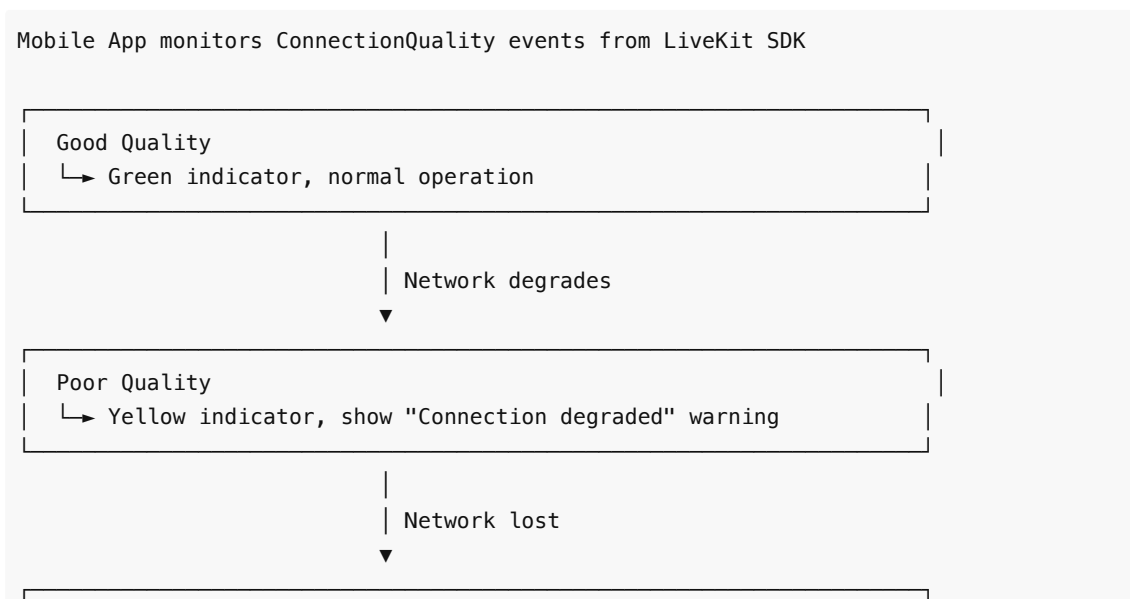 Mobile App monitors ConnectionQuality events from LiveKit SDK
Good Quality
└─► Green indicator, normal operation
Network degrades
Poor Quality
└─► Yellow indicator, show "Connection degraded" warning
Network lost